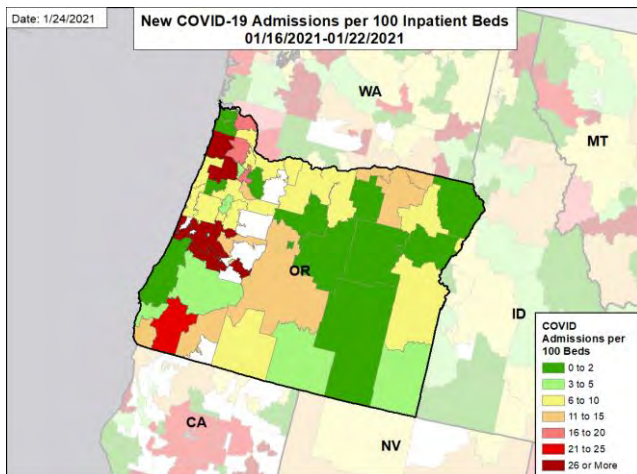 Date: 1/24/2021
New COVID-19 Admissions per 100 Inpatient Beds
01/16/2021-01/22/2021
WA
MT
OR
ID
CA
NV
COVID
Admissions per
100 Beds
0 to 2
3 to 5
6 to 10
11 to 15
16 to 20
21 to 25
26 or More